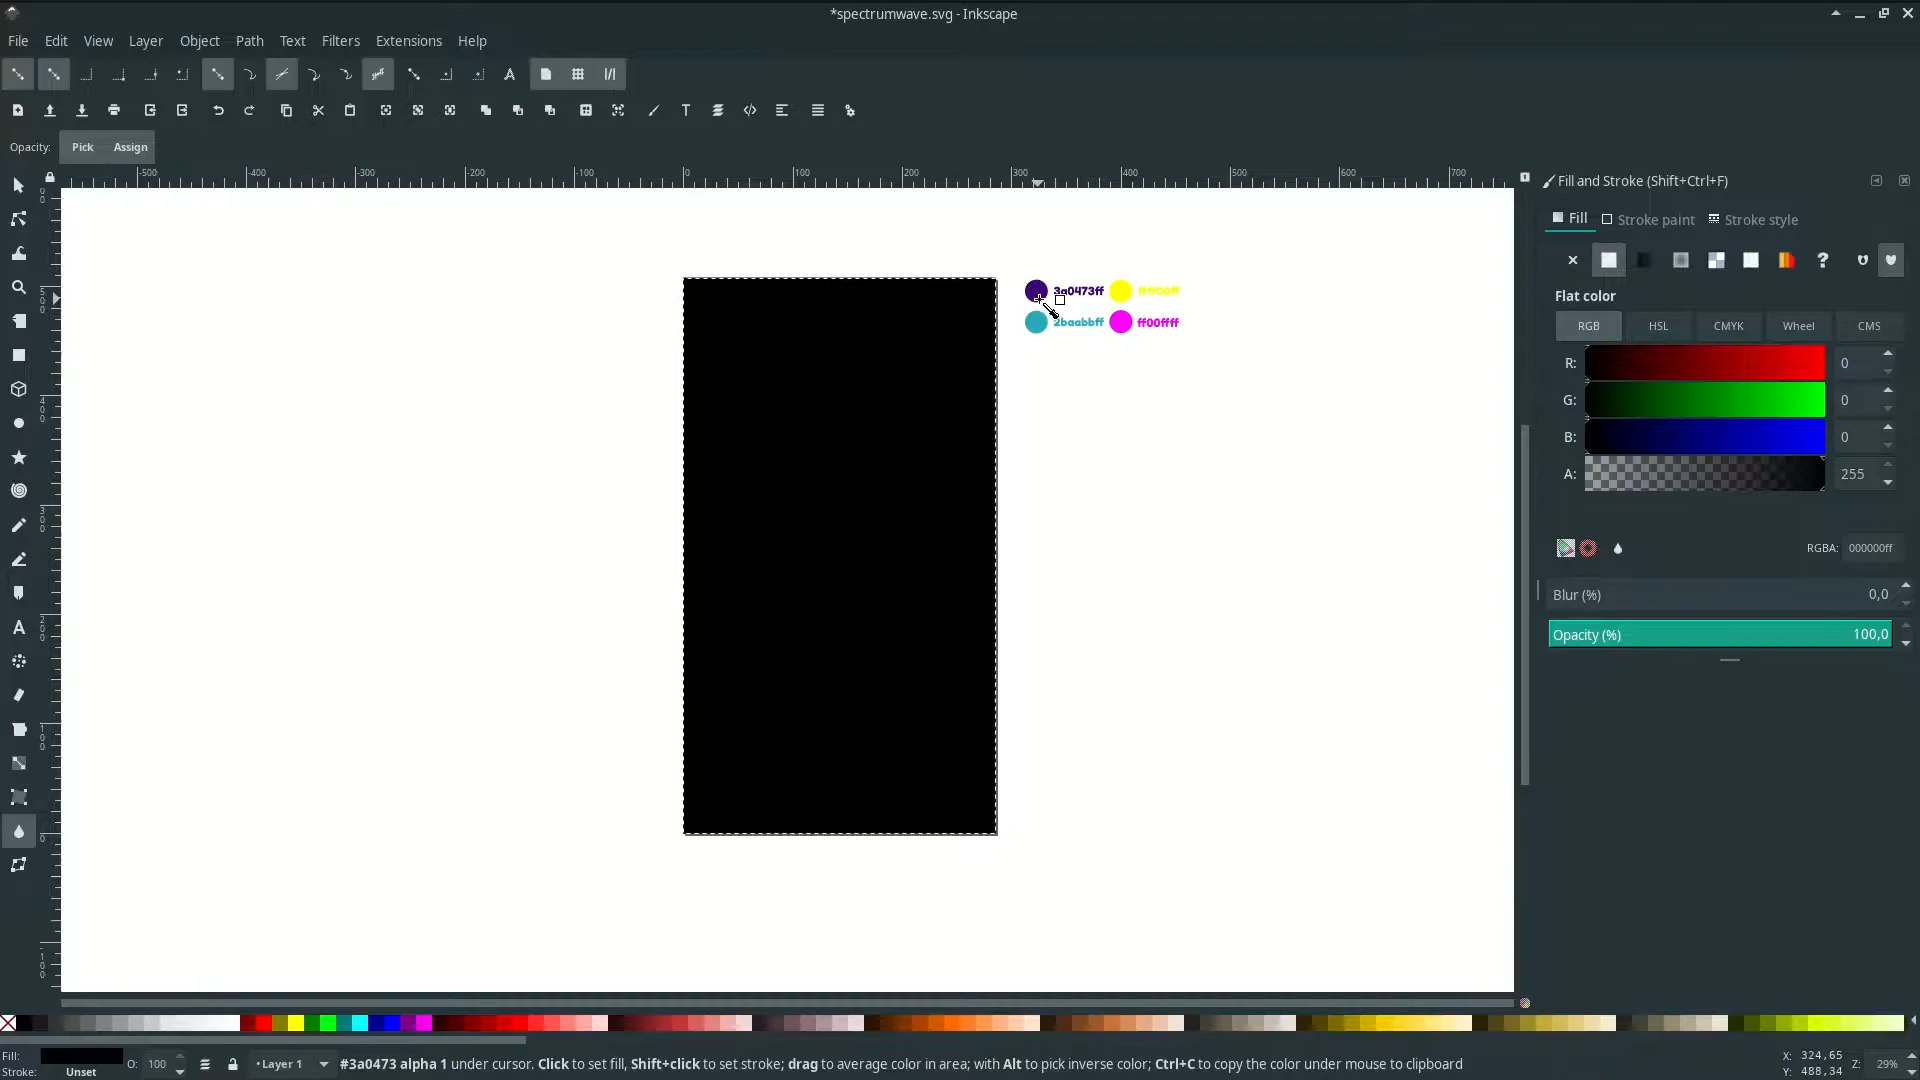 *spectrumwave.svg - Inkscape
File Edit View Layer Object Path Text Filters Extensions Help
Opacity: Pick Assign
-500 -400 -300 -200 -100 0 100 200 300 400 500 600 700
Fill and Stroke (Shift+Ctrl+F)
Fill Stroke paint Stroke style
Flat color
RGB HSL CMYK Wheel CMS
R: 0
G: 0
B: 0
A: 255
RGBA: 000000ff
Blur (%) 0,0
Opacity (%) 100,0
3a0473ff ffff00ff
2baabbff ff00ffff
Fill:
Stroke: Unset
O: 100
•Layer 1
#3a0473 alpha 1 under cursor. Click to set fill, Shift+click to set stroke; drag to average color in area; with Alt to pick inverse color; Ctrl+C to copy the color under mouse to clipboard
X: 324,65
Y: 488,34
Z: 29%